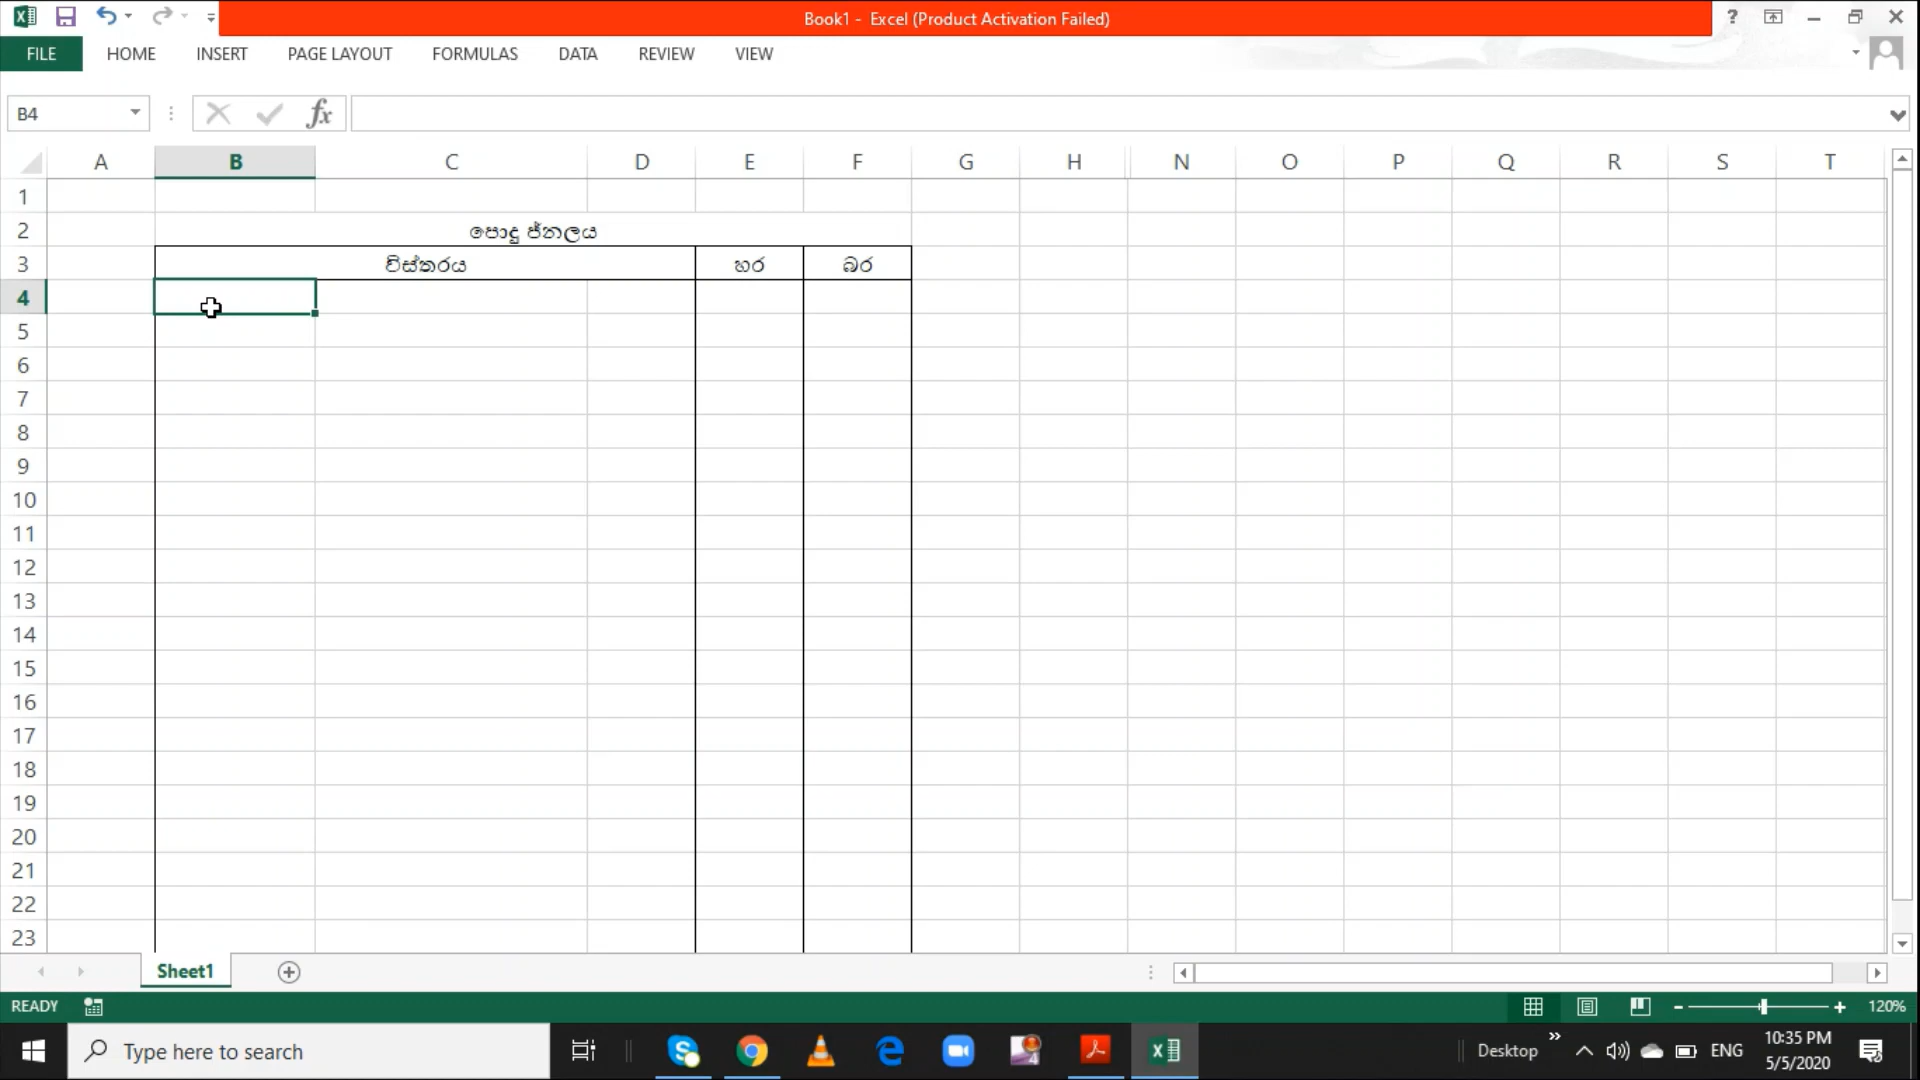 Book1 - Excel (Product Activation Failed)
FILE HOME INSERT PAGE LAYOUT FORMULAS DATA REVIEW VIEW
B4 fx
A B C D E F G H N O P Q R S T
1
2 පොදු ජ්නලය
3 විස්තරය හර බර
4
5
6
7
8
9
10
11
12
13
14
15
16
17
18
19
20
21
22
23
Sheet1
READY 120%
Type here to search Desktop ENG 10:35 PM
5/5/2020